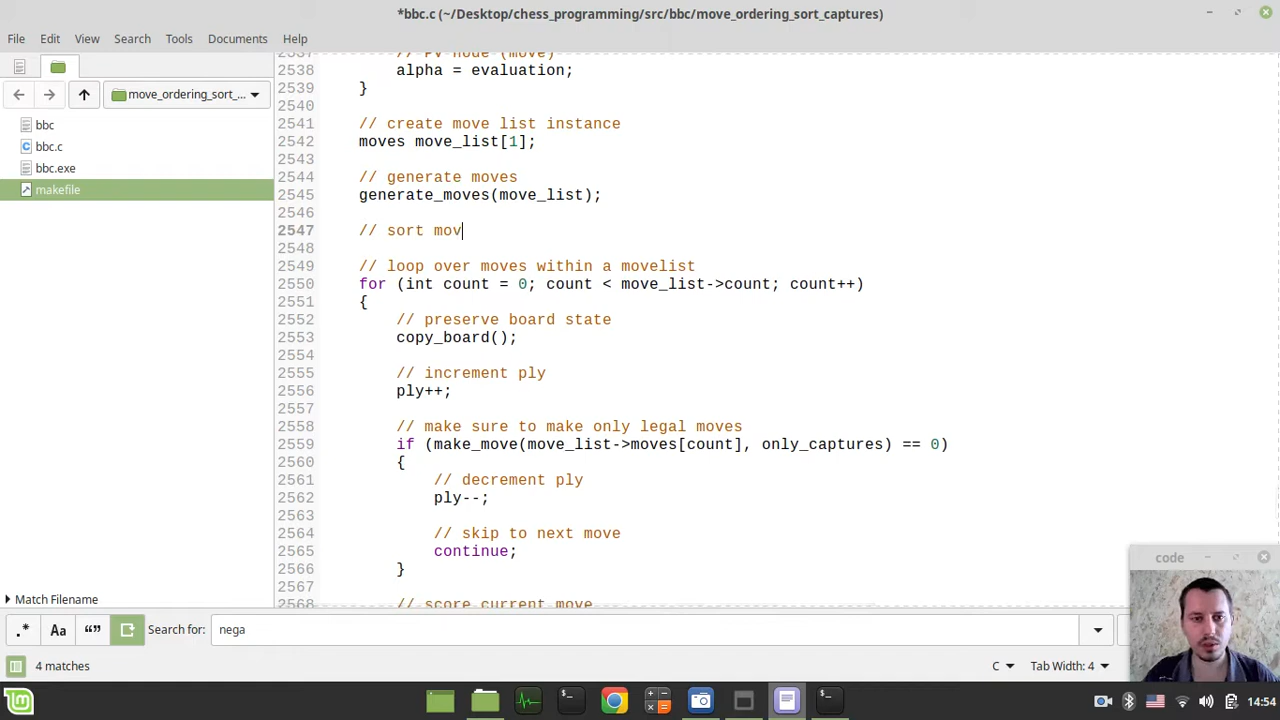 *bbc.c (~/Desktop/chess_programming/src/bbc/move_ordering_sort_captures)
File Edit View Search Tools Documents Help
move_ordering_sort_...
bbc
bbc.c
bbc.exe
makefile
Match Filename
2537 // PV node (move)
2538 alpha = evaluation;
2539 }
2540
2541 // create move list instance
2542 moves move_list[1];
2543
2544 // generate moves
2545 generate_moves(move_list);
2546
2547 // sort mov
2548
2549 // loop over moves within a movelist
2550 for (int count = 0; count < move_list->count; count++)
2551 {
2552 // preserve board state
2553 copy_board();
2554
2555 // increment ply
2556 ply++;
2557
2558 // make sure to make only legal moves
2559 if (make_move(move_list->moves[count], only_captures) == 0)
2560 {
2561 // decrement ply
2562 ply--;
2563
2564 // skip to next move
2565 continue;
2566 }
2567
2568 // score current move
code
.* Aa Search for: nega
4 matches
C Tab Width: 4
14:54